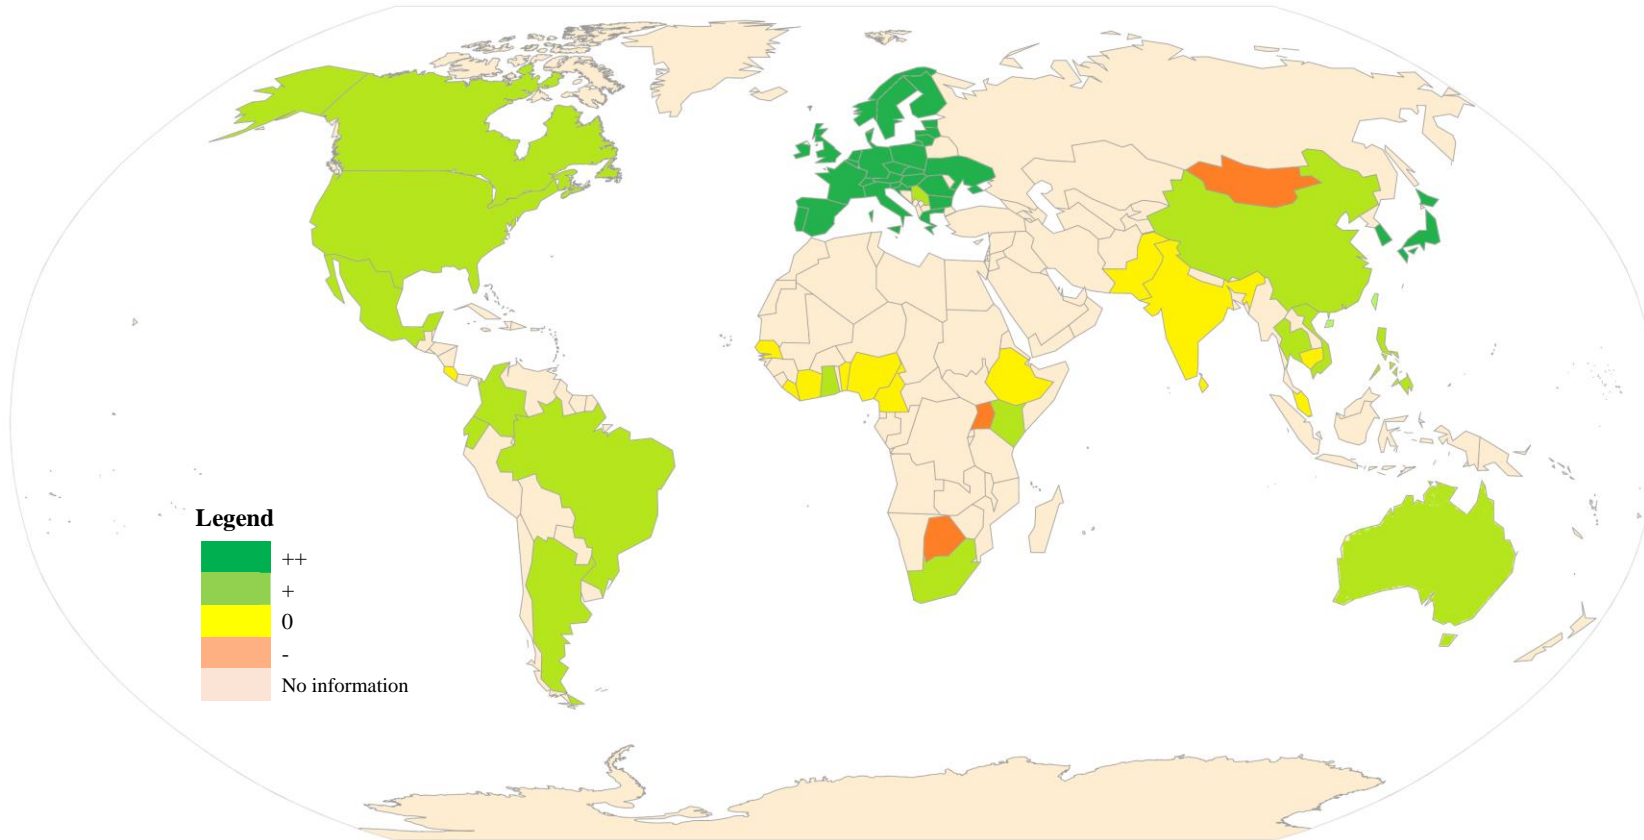 Legend
++
+
0
-
No information